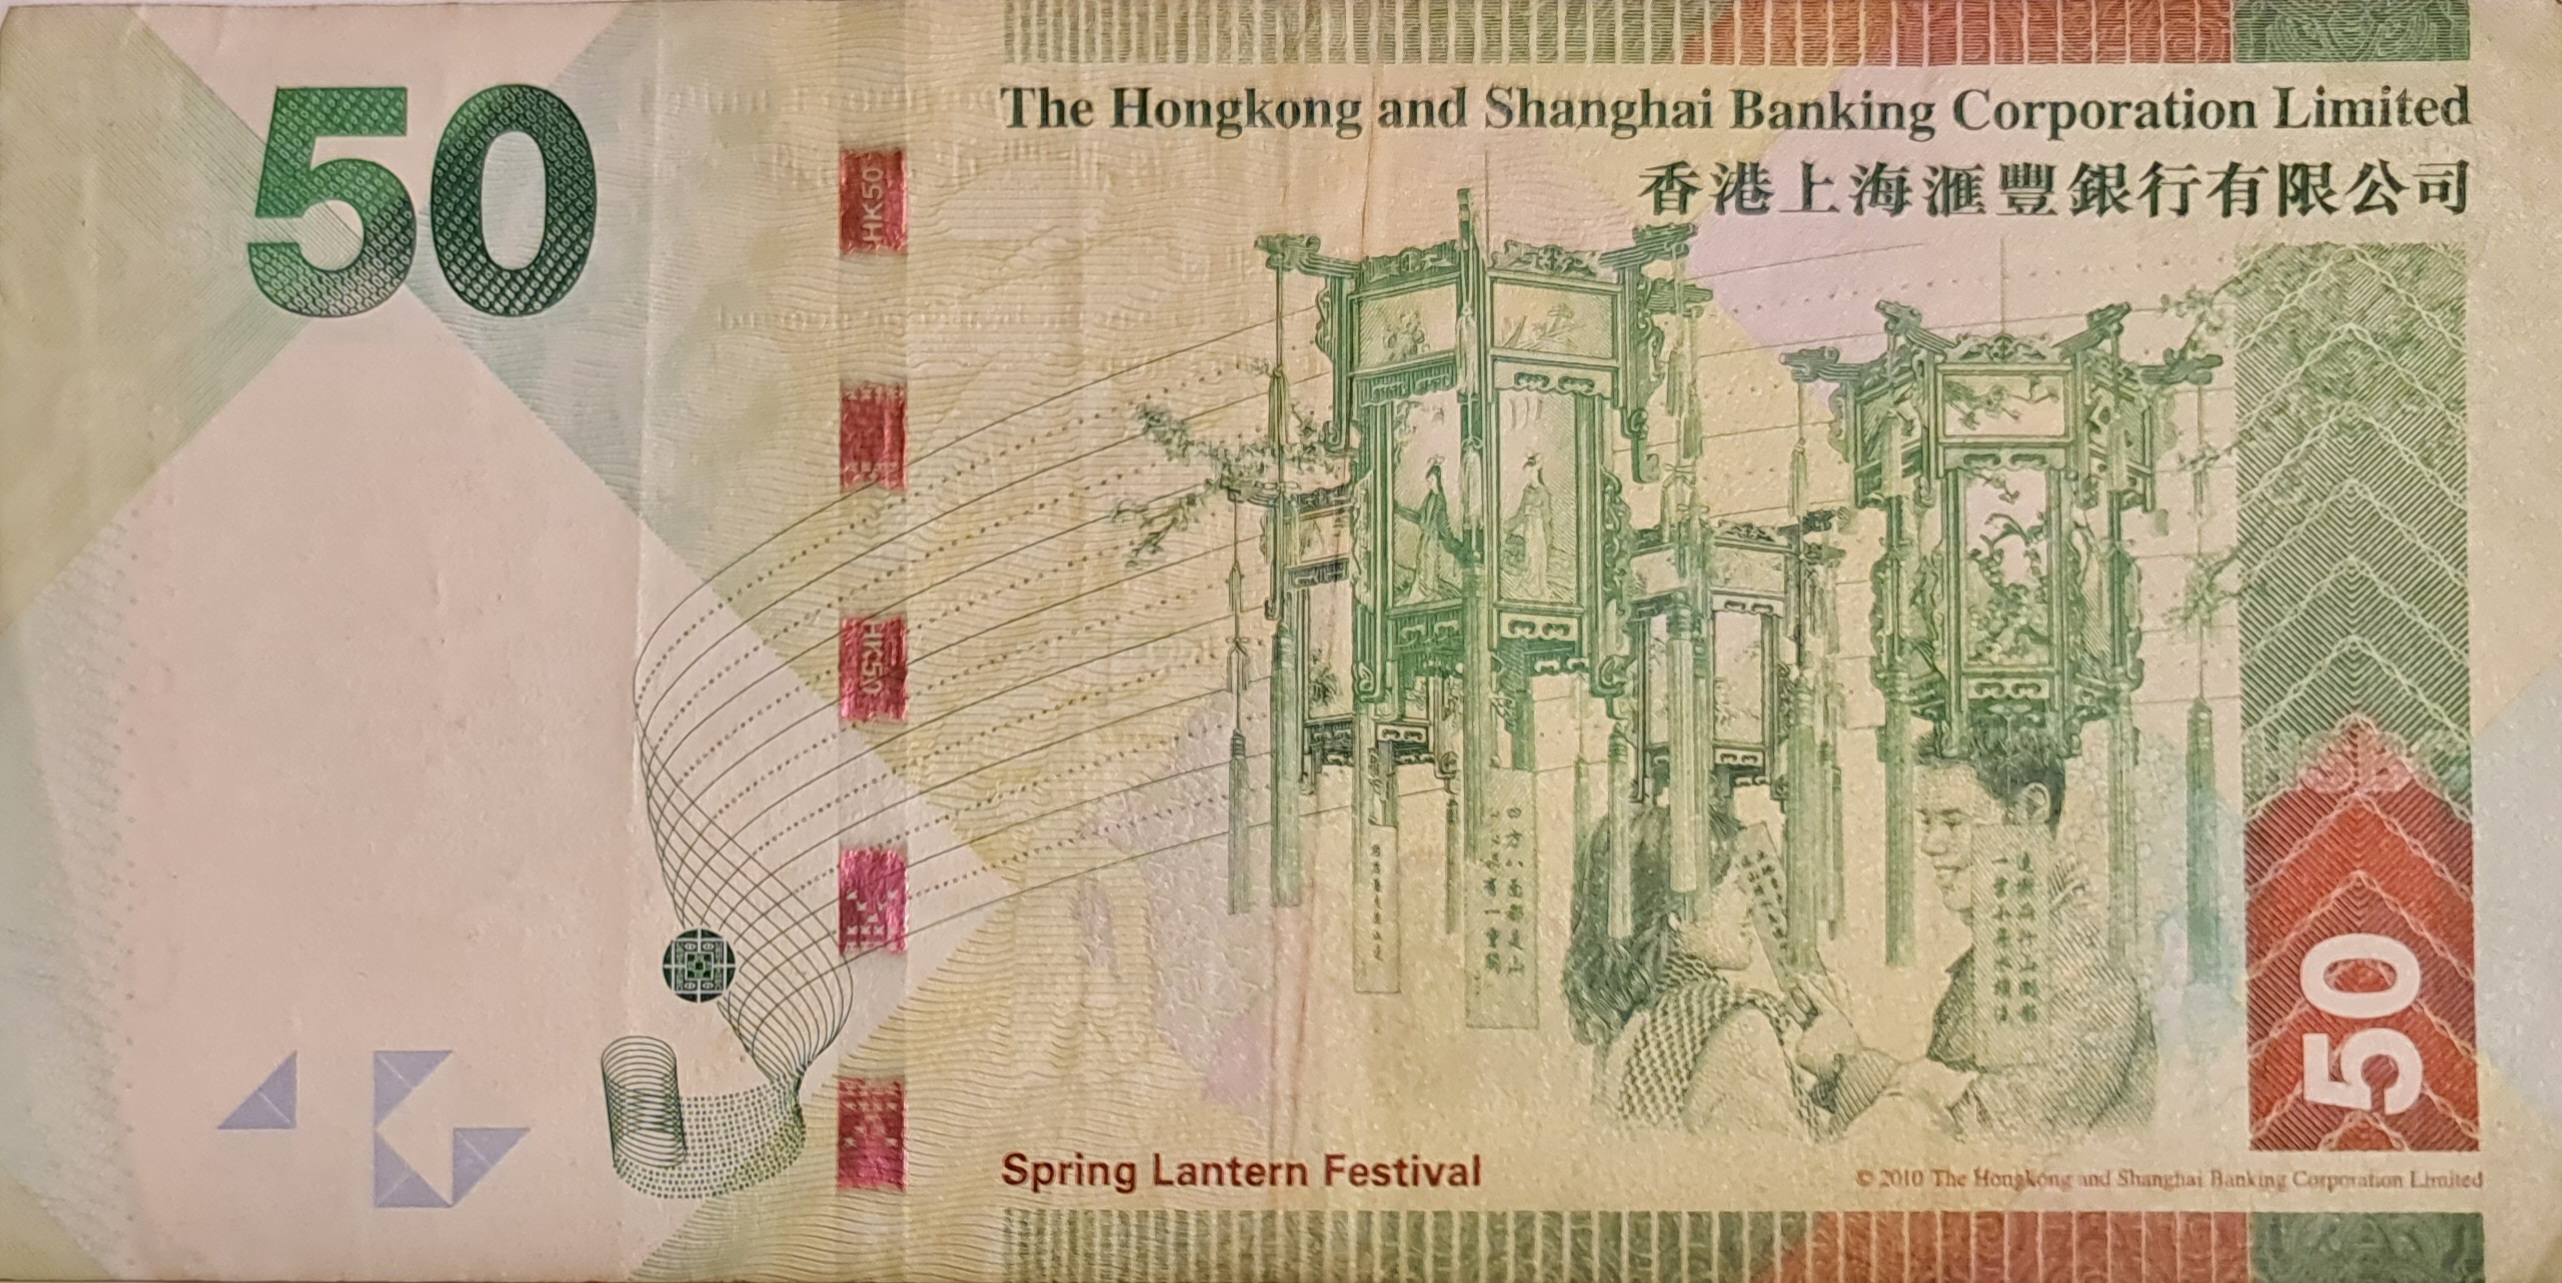 50
The Hongkong and Shanghai Banking Corporation Limited
香港上海滙豐銀行有限公司
HK50
HK50
50
Spring Lantern Festival
© 2010 The Hongkong and Shanghai Banking Corporation Limited